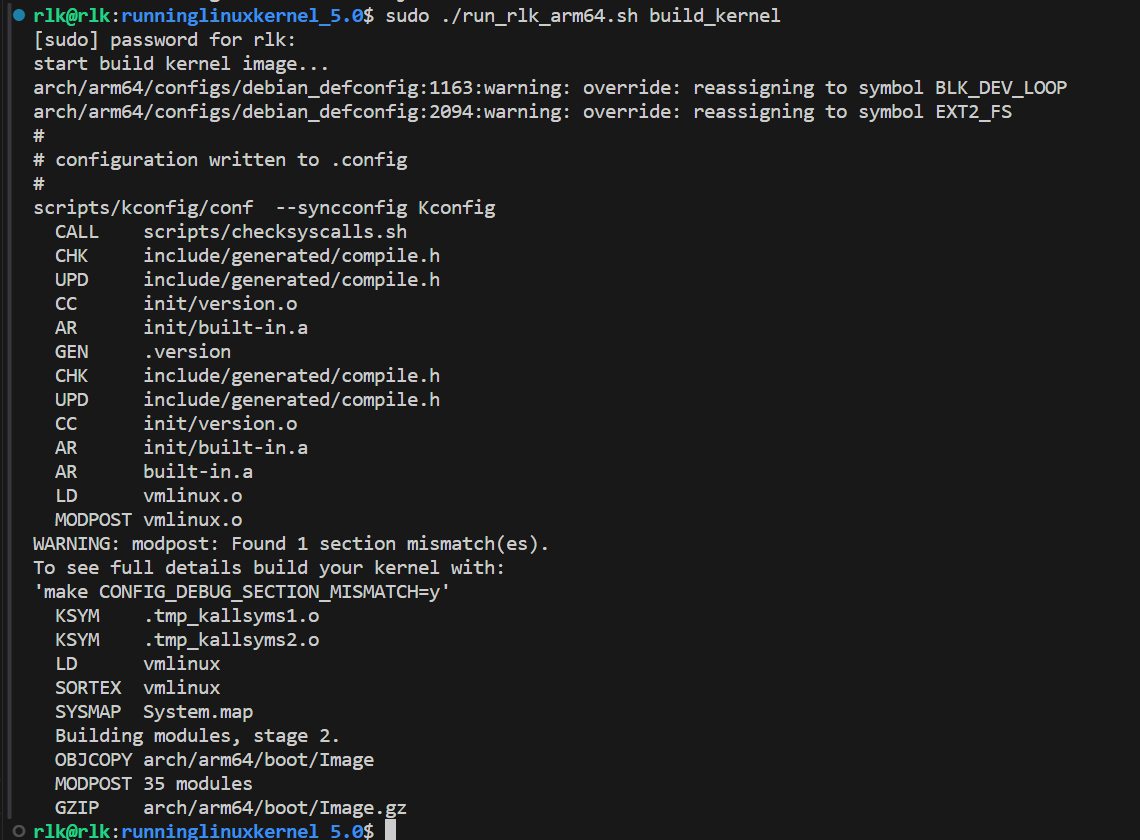 rlk@rlk:runninglinuxkernel_5.0$ sudo ./run_rlk_arm64.sh build_kernel
[sudo] password for rlk:
start build kernel image...
arch/arm64/configs/debian_defconfig:1163:warning: override: reassigning to symbol BLK_DEV_LOOP
arch/arm64/configs/debian_defconfig:2094:warning: override: reassigning to symbol EXT2_FS
#
# configuration written to .config
#
scripts/kconfig/conf  --syncconfig Kconfig
  CALL    scripts/checksyscalls.sh
  CHK     include/generated/compile.h
  UPD     include/generated/compile.h
  CC      init/version.o
  AR      init/built-in.a
  GEN     .version
  CHK     include/generated/compile.h
  UPD     include/generated/compile.h
  CC      init/version.o
  AR      init/built-in.a
  AR      built-in.a
  LD      vmlinux.o
  MODPOST vmlinux.o
WARNING: modpost: Found 1 section mismatch(es).
To see full details build your kernel with:
'make CONFIG_DEBUG_SECTION_MISMATCH=y'
  KSYM    .tmp_kallsyms1.o
  KSYM    .tmp_kallsyms2.o
  LD      vmlinux
  SORTEX  vmlinux
  SYSMAP  System.map
  Building modules, stage 2.
  OBJCOPY arch/arm64/boot/Image
  MODPOST 35 modules
  GZIP    arch/arm64/boot/Image.gz
rlk@rlk:runninglinuxkernel_5.0$